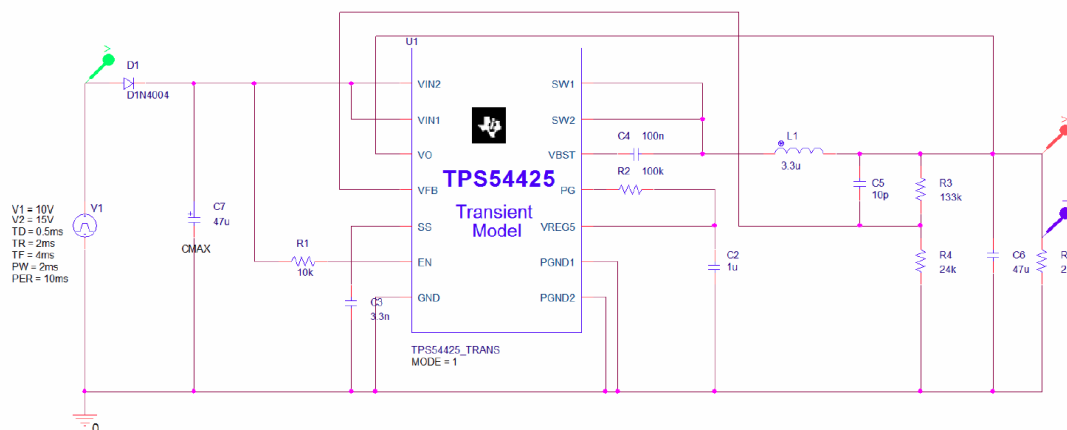 U1
D1
D1N4004
VIN2
VIN1
VO
VFB
SS
EN
GND
TPS54425
Transient
Model
SW1
SW2
VBST
PG
VREG5
PGND1
PGND2
TPS54425_TRANS
MODE = 1
V1
V1 = 10V
V2 = 15V
TD = 0.5ms
TR = 2ms
TF = 4ms
PW = 2ms
PER = 10ms
C7
47u
CMAX
R1
10k
C3
3.3n
C4 100n
R2 100k
C2
1u
L1
3.3u
C5
10p
R3
133k
R4
24k
C6
47u
R
2
0